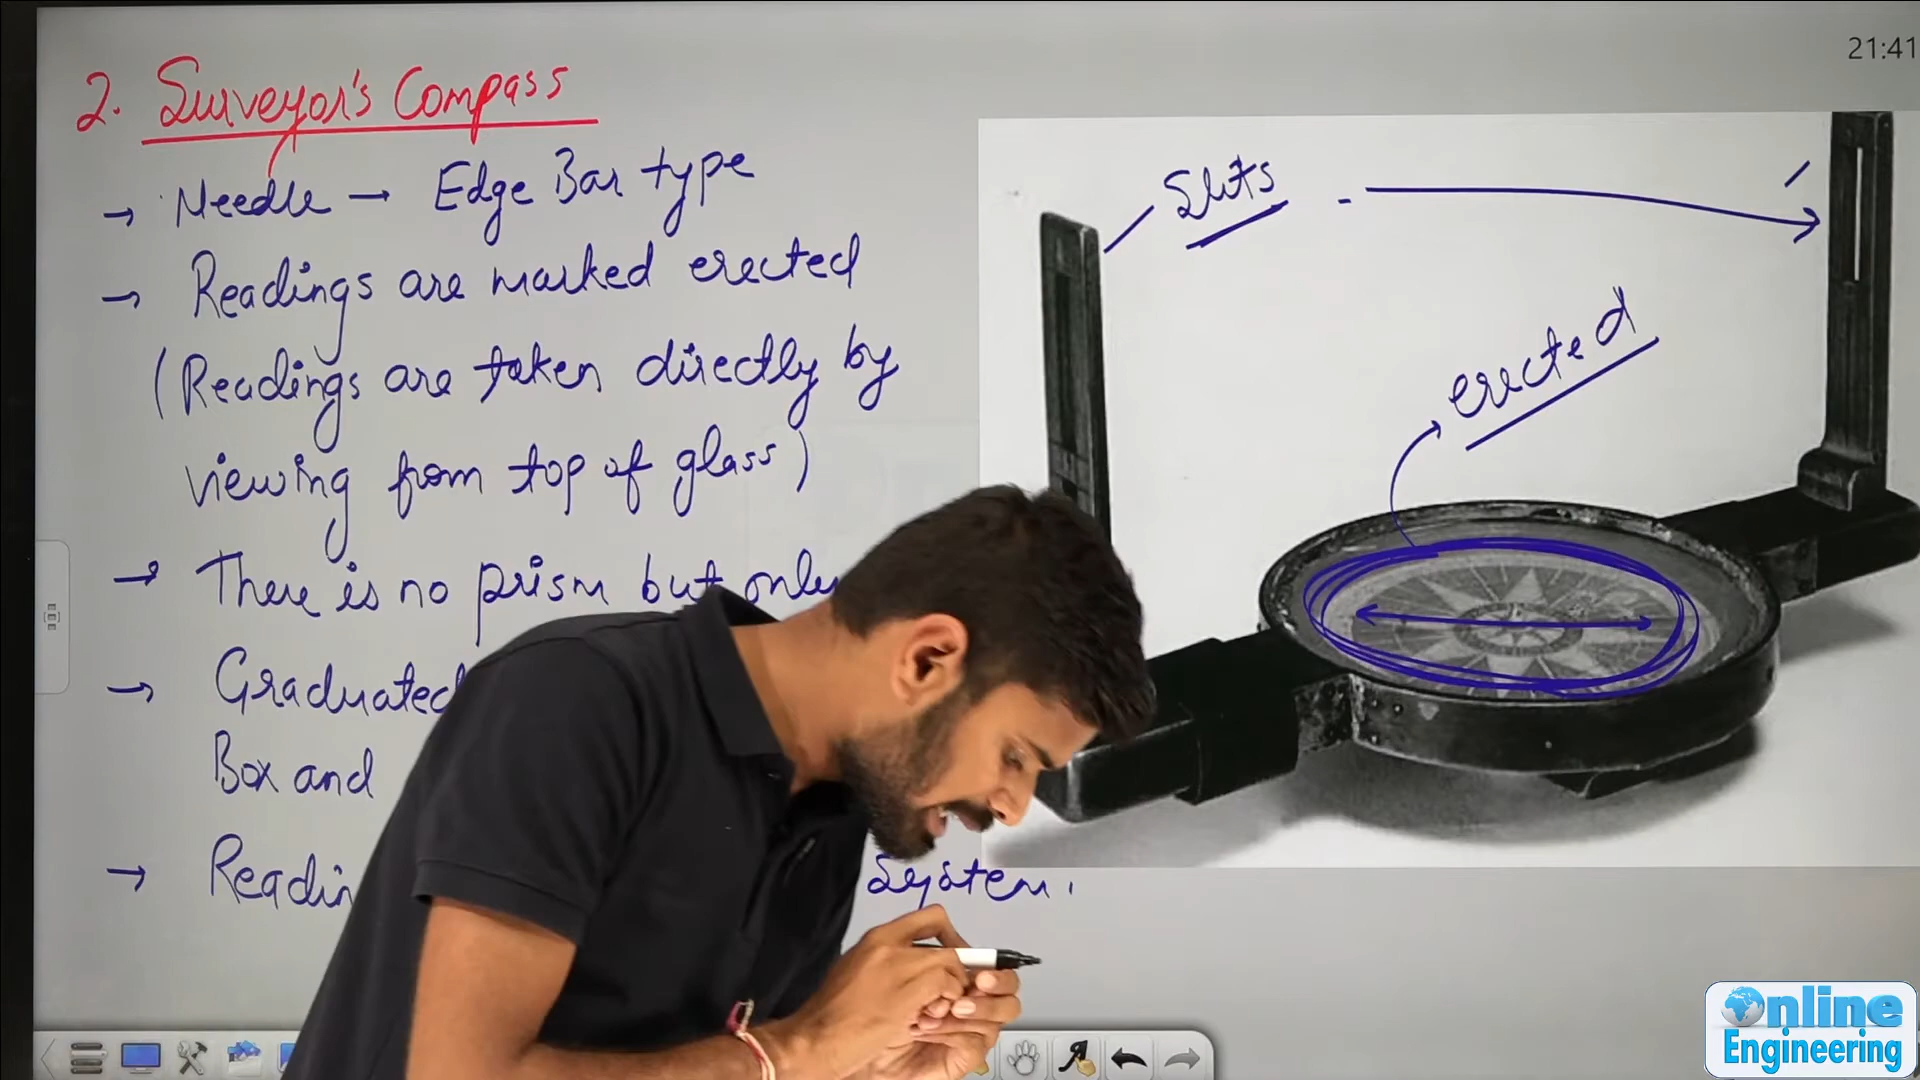 21:41
2. Surveyor's Compass
→ Needle → Edge Bar type
→ Readings are marked erected
(Readings are taken directly by
viewing from top of glass)
→ There is no prism but only
→ Graduated
Box and
→ System.
Slits
erected
Online
Engineering